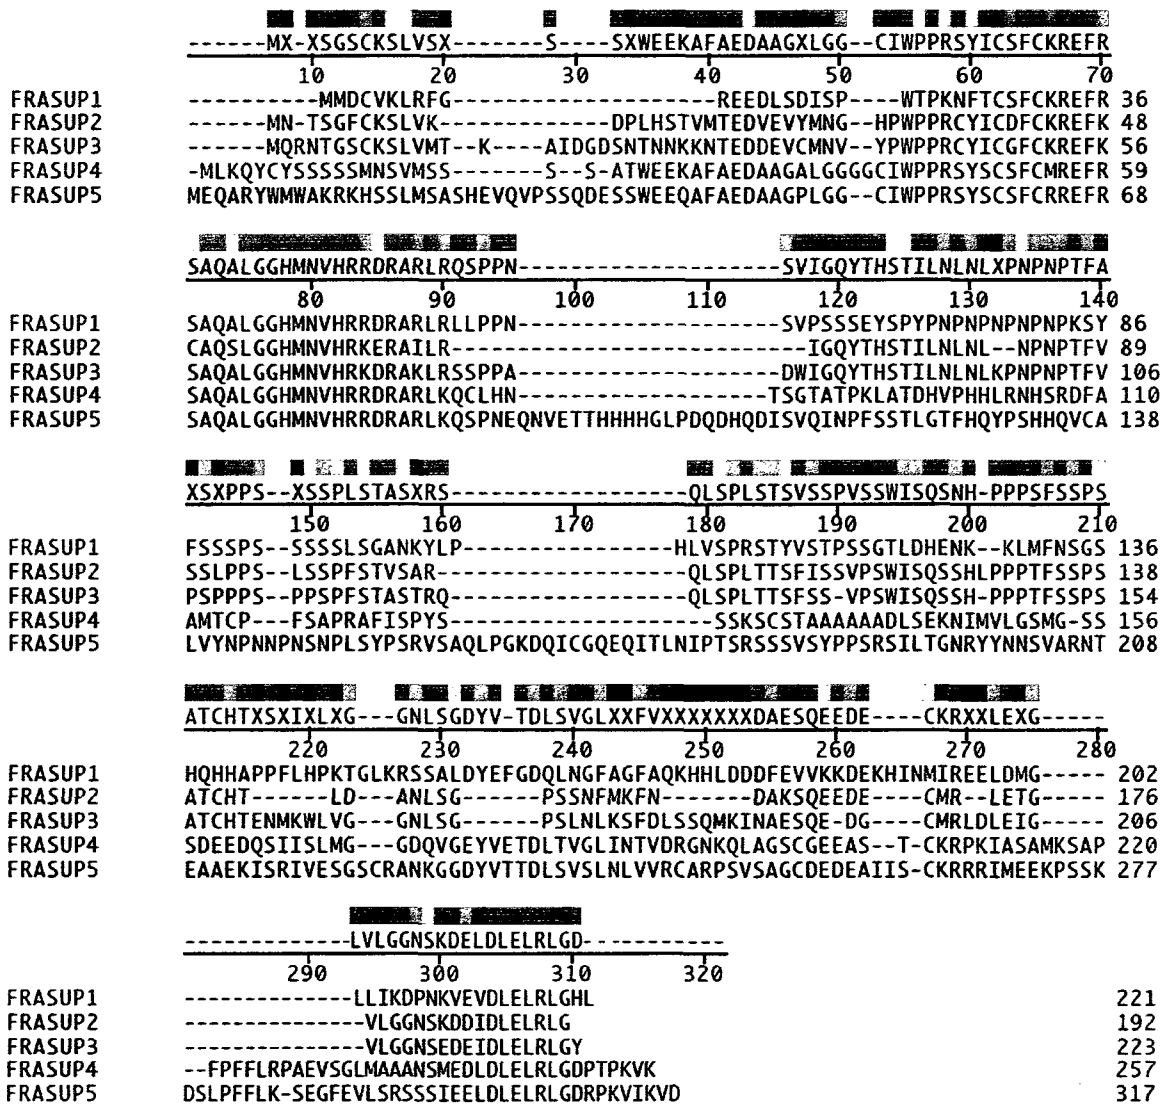 ------MX-XSGSCKSLVSX-------S----SXWEEKAFAEDAAGXLGG--CIWPPRSYICSFCKREFR
10 20 30 40 50 60 70
FRASUP1 ----------MMDCVKLRFG--------------------REEDLSDISP----WTPKNFTCSFCKREFR 36
FRASUP2 ------MN-TSGFCKSLVK-------------DPLHSTVMTEDVEVYMNG--HPWPPRCYICDFCKREFK 48
FRASUP3 ------MQRNTGSCKSLVMT--K----AIDGDSNTNNKKNTEDDEVCMNV--YPWPPRCYICGFCKREFK 56
FRASUP4 -MLKQYCYSSSSSMNSVMSS----S--S-ATWEEKAFAEDAAGALGGGGCIWPPRSYSCSFCMREFR 59
FRASUP5 MEQARYWMWAKRKHSSLMSASHEVQVPSSQDESSWEEQAFAEDAAGPLGG--CIWPPRSYSCSFCRREFR 68
SAQALGGHMNVHRRDRARLRQSPPN--------------------SVIGQYTHSTILNLNLXPNPNPTFA
80 90 100 110 120 130 140
FRASUP1 SAQALGGHMNVHRRDRARLRLLPPN--------------------SVPSSSEYSPYPNPNPNPNPNPKSY 86
FRASUP2 CAQSLGGHMNVHRKERAILR---------------------------IGQYTHSTILNLNL--NPNPTFV 89
FRASUP3 SAQALGGHMNVHRKDRAKLRSSPPA--------------------DWIGQYTHSTILNLNLKPNPNPTFV 106
FRASUP4 SAQALGGHMNVHRRDRARLKQCLHN-------------------TSGTATPKLATDHVPHHLRNHSRDFA 110
FRASUP5 SAQALGGHMNVHRRDRARLKQSPNEQNVETTHHHHGLPDQDHQDISVQINPFSSTLGTFHQYPSHHQVCA 138
XSXPPS--XSSPLSTASXRS------------------QLSPLSTSVSSPVSSWISQSNH-PPPSFSSPS
150 160 170 180 190 200 210
FRASUP1 FSSSPS--SSSSLSGANKYLP----------------HLVSPRSTYVSTPSSGTLDHENK--KLMFNSGS 136
FRASUP2 SSLPPS--LSSPFSTVSAR-------------------QLSPLTTSFISSVPSWISQSSHLPPPTFSSPS 138
FRASUP3 PSPPPS--PPSPFSTASTRQ------------------QLSPLTTSFSS-VPSWISQSSH-PPPTFSSPS 154
FRASUP4 AMTCP----FSAPRAFISPYS-------------------SSKSCSTAAAAAADLSEKNIMVLGSMG-SS 156
FRASUP5 LVYNPNNPNSNPLSYPSRVSAQLPGKDQICGQEQITLNIPTSRSSSVSYPPSRSILTGNRYYNNSVARNT 208
ATCHTXSXIXLXG---GNLSGDYV-TDLSVGLXXFVXXXXXXXDAESQEEDE----CKRXXLEXG-----
220 230 240 250 260 270 280
FRASUP1 HQHHAPPFLHPKTGLKRSSALDYEFGDQLNGFAGFAQKHHLDDDFEVVKKDEKHINMIREELDMG----- 202
FRASUP2 ATCHT------LD---ANLSG------PSSNFMKFN-------DAKSQEEDE----CMR--LETG----- 176
FRASUP3 ATCHTENMKWLVG---GNLSG------PSLNLKSFDLSSQMKINAESQE-DG----CMRLDLEIG----- 206
FRASUP4 SDEEDQSIISLMG---GDQVGEYVETDLTVGLINTVDRGNKQLAGSCGEEAS--T-CKRPKIASAMKSAP 220
FRASUP5 EAAEKISRIVESGSCRANKGGDYVTTDLSVSLNLVVRCARPSVSAGCDEDEAIIS-CKRRRIMEEKPSSK 277
-------------LVLGGNSKDELDLELRLGD-----------
290 300 310 320
FRASUP1 -------------LLIKDPNKVEVDLELRLGHL 221
FRASUP2 --------------VLGGNSKDDIDLELRLG 192
FRASUP3 --------------VLGGNSEDEIDLELRLGY 223
FRASUP4 --FPFFLRPAEVSGLMAAANSMEDLDLELRLGDPTPKVK 257
FRASUP5 DSLPFFLK-SEGFEVLSRSSSIEELDLELRLGDRPKVIKVD 317